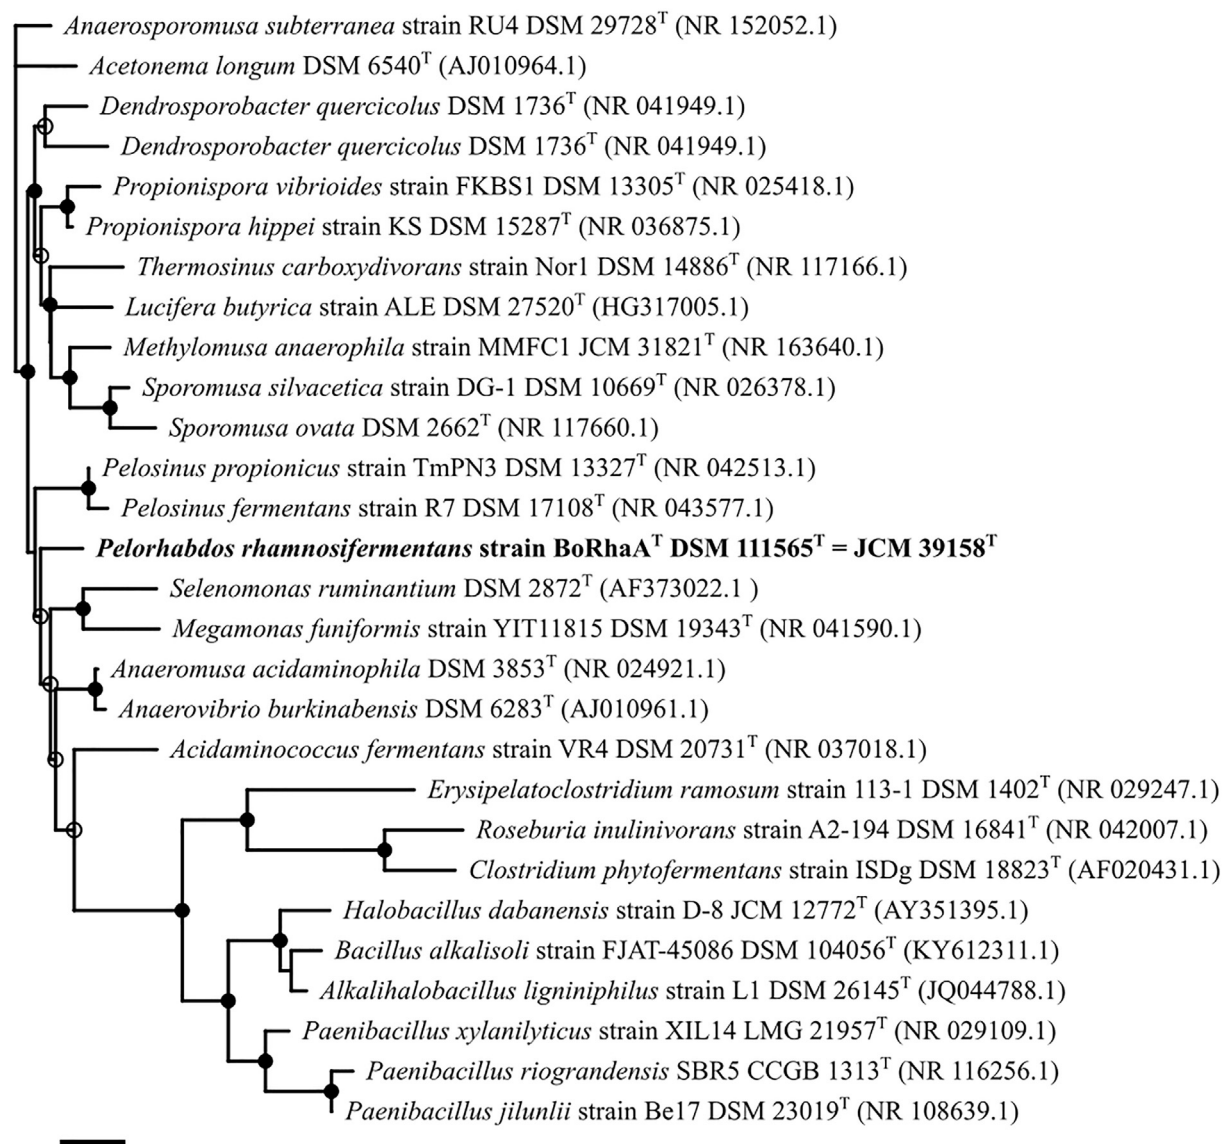 Anaerosporomusa subterranea strain RU4 DSM 29728ᵀ (NR 152052.1)
Acetonema longum DSM 6540ᵀ (AJ010964.1)
Dendrosporobacter quercicolus DSM 1736ᵀ (NR 041949.1)
Dendrosporobacter quercicolus DSM 1736ᵀ (NR 041949.1)
Propionispora vibrioides strain FKBS1 DSM 13305ᵀ (NR 025418.1)
Propionispora hippei strain KS DSM 15287ᵀ (NR 036875.1)
Thermosinus carboxydivorans strain Nor1 DSM 14886ᵀ (NR 117166.1)
Lucifera butyrica strain ALE DSM 27520ᵀ (HG317005.1)
Methylomusa anaerophila strain MMFC1 JCM 31821ᵀ (NR 163640.1)
Sporomusa silvacetica strain DG-1 DSM 10669ᵀ (NR 026378.1)
Sporomusa ovata DSM 2662ᵀ (NR 117660.1)
Pelosinus propionicus strain TmPN3 DSM 13327ᵀ (NR 042513.1)
Pelosinus fermentans strain R7 DSM 17108ᵀ (NR 043577.1)
Pelorhabdos rhamnosifermentans strain BoRhaAᵀ DSM 111565ᵀ = JCM 39158ᵀ
Selenomonas ruminantium DSM 2872ᵀ (AF373022.1 )
Megamonas funiformis strain YIT11815 DSM 19343ᵀ (NR 041590.1)
Anaeromusa acidaminophila DSM 3853ᵀ (NR 024921.1)
Anaerovibrio burkinabensis DSM 6283ᵀ (AJ010961.1)
Acidaminococcus fermentans strain VR4 DSM 20731ᵀ (NR 037018.1)
Erysipelatoclostridium ramosum strain 113-1 DSM 1402ᵀ (NR 029247.1)
Roseburia inulinivorans strain A2-194 DSM 16841ᵀ (NR 042007.1)
Clostridium phytofermentans strain ISDg DSM 18823ᵀ (AF020431.1)
Halobacillus dabanensis strain D-8 JCM 12772ᵀ (AY351395.1)
Bacillus alkalisoli strain FJAT-45086 DSM 104056ᵀ (KY612311.1)
Alkalihalobacillus ligniniphilus strain L1 DSM 26145ᵀ (JQ044788.1)
Paenibacillus xylanilyticus strain XIL14 LMG 21957ᵀ (NR 029109.1)
Paenibacillus riograndensis SBR5 CCGB 1313ᵀ (NR 116256.1)
Paenibacillus jilunlii strain Be17 DSM 23019ᵀ (NR 108639.1)